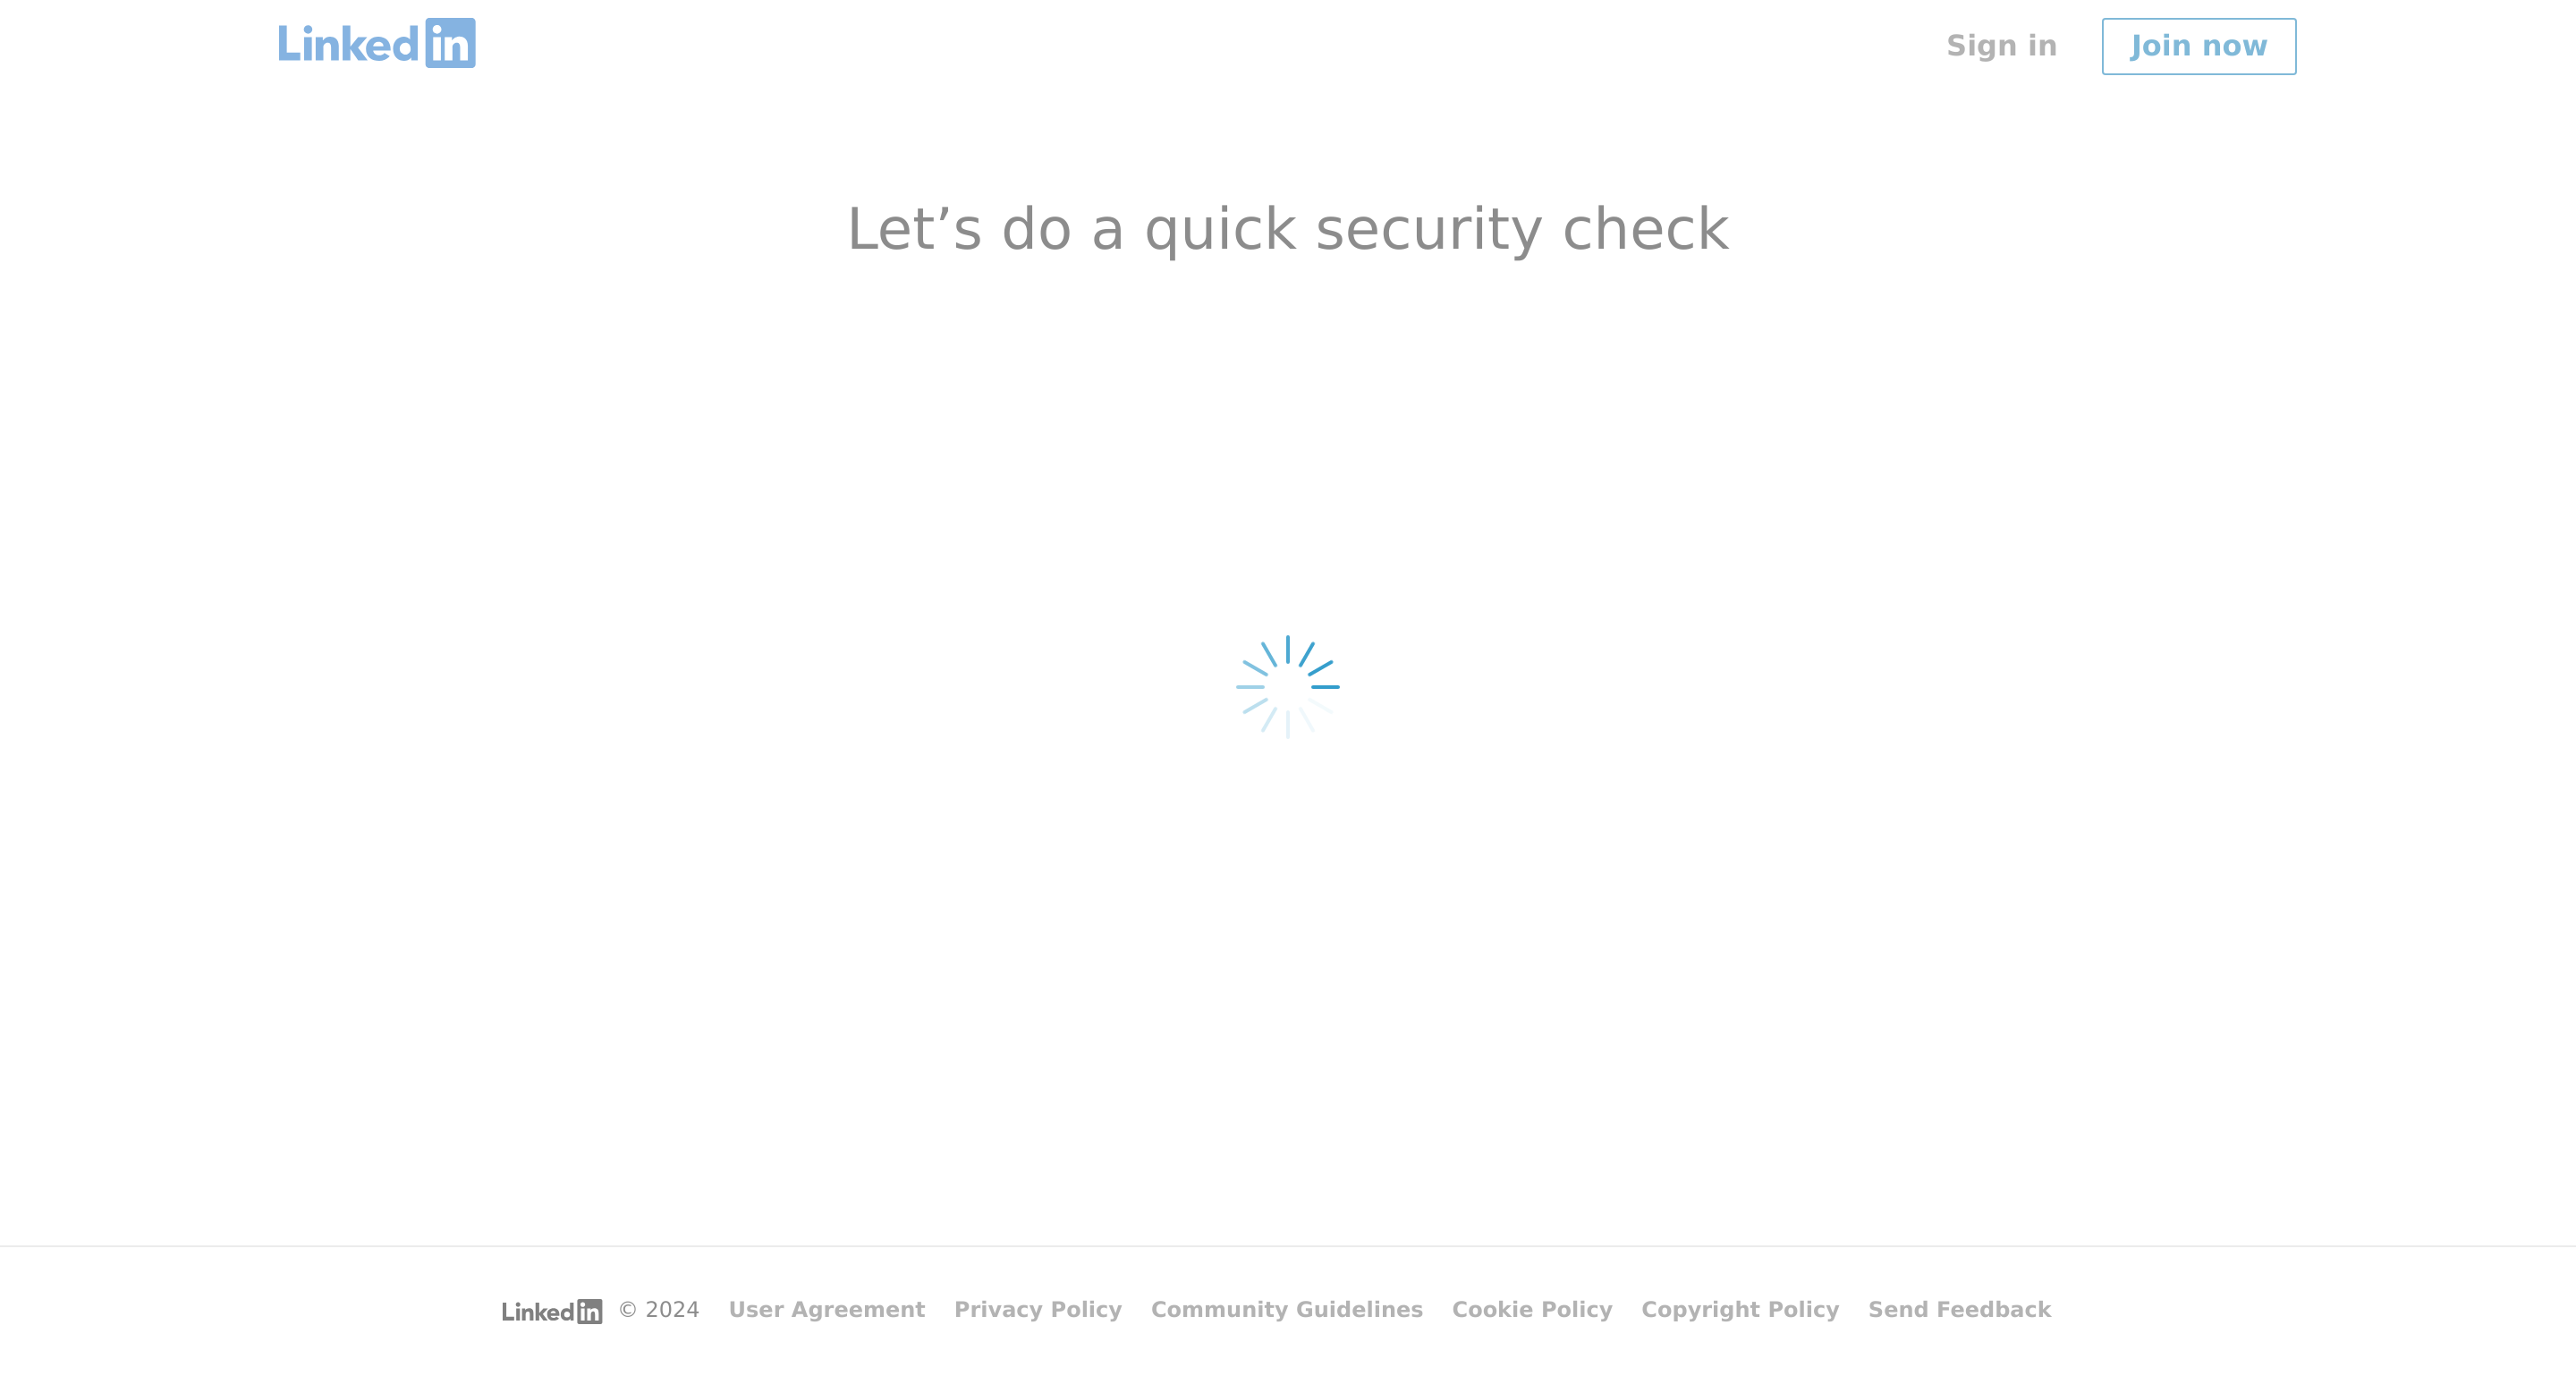 LinkedIn
Sign in
Join now
Let’s do a quick security check
LinkedIn © 2024 User Agreement Privacy Policy Community Guidelines Cookie Policy Copyright Policy Send Feedback